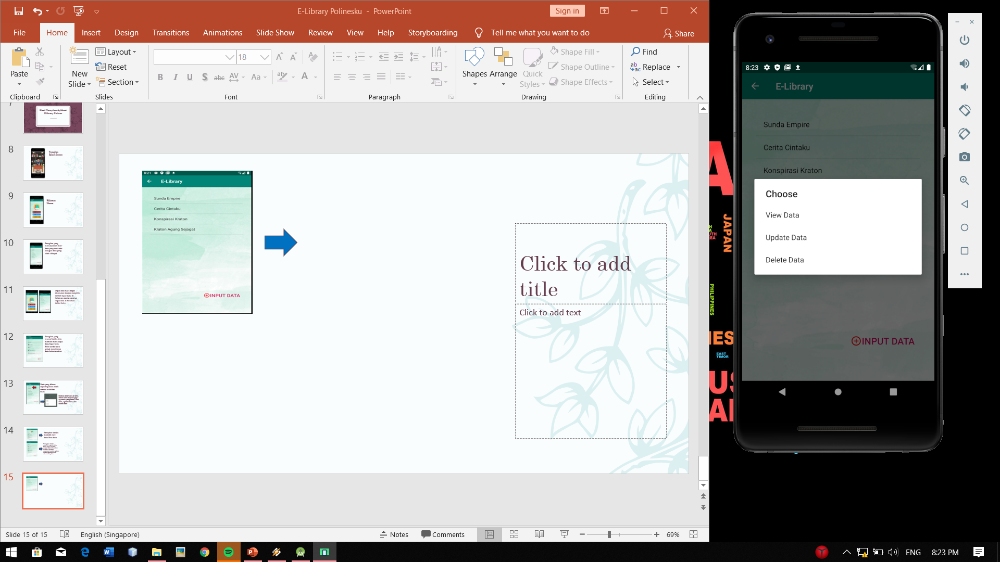 E-Library Polinesku - PowerPoint
Sign in
File Home Insert Design Transitions Animations Slide Show Review View Help Storyboarding Tell me what you want to do Share
Paste
New Slide
Layout
Reset
Section
18
B I U S abc AV Aa A
Shapes
Arrange
Quick Styles
Shape Fill
Shape Outline
Shape Effects
Find
Replace
Select
Clipboard Slides Font Paragraph Drawing Editing
7
8
9
10
11
12
13
14
15
8:21
E-Library
Sunda Empire
Cerita Cintaku
Konspirasi Kraton
Kraton Agung Sejagat
INPUT DATA
Click to add
title
Click to add text
Slide 15 of 15 English (Singapore) Notes Comments 69%
JAPAN
PHILIPPINES
EAST
TIMOR
8:23
E-Library
Sunda Empire
Cerita Cintaku
Konspirasi Kraton
Choose
View Data
Update Data
Delete Data
INPUT DATA
ENG 8:23 PM